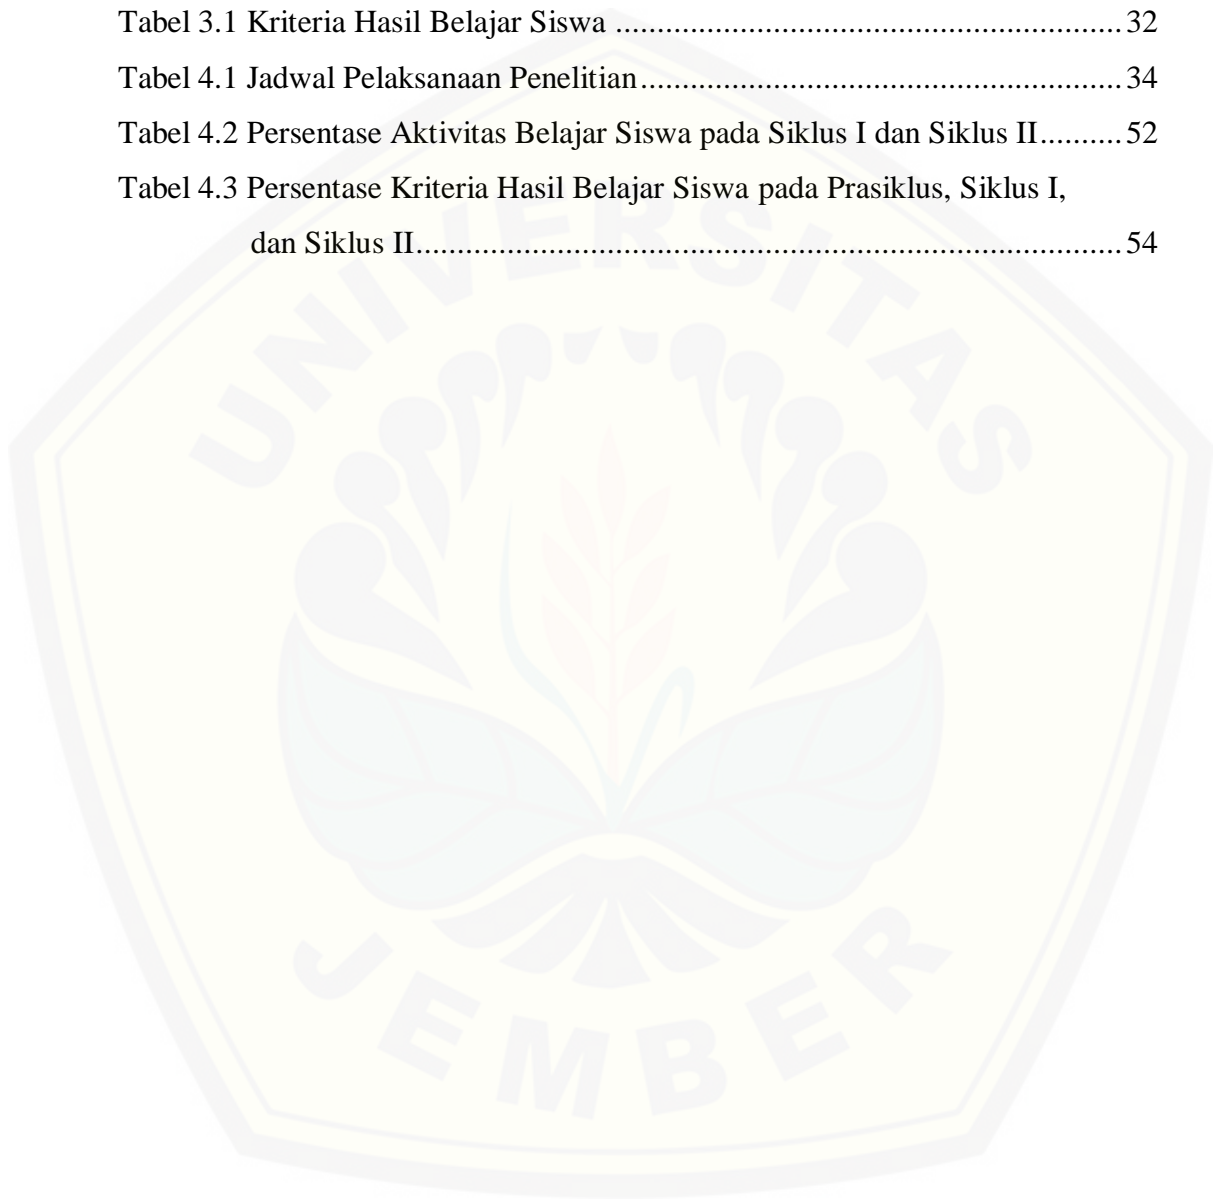 Tabel 3.1 Kriteria Hasil Belajar Siswa ................................................................ 32
Tabel 4.1 Jadwal Pelaksanaan Penelitian ............................................................. 34
Tabel 4.2 Persentase Aktivitas Belajar Siswa pada Siklus I dan Siklus II .......... 52
Tabel 4.3 Persentase Kriteria Hasil Belajar Siswa pada Prasiklus, Siklus I,
dan Siklus II ......................................................................................... 54
UNIVERSITAS
JEMBER